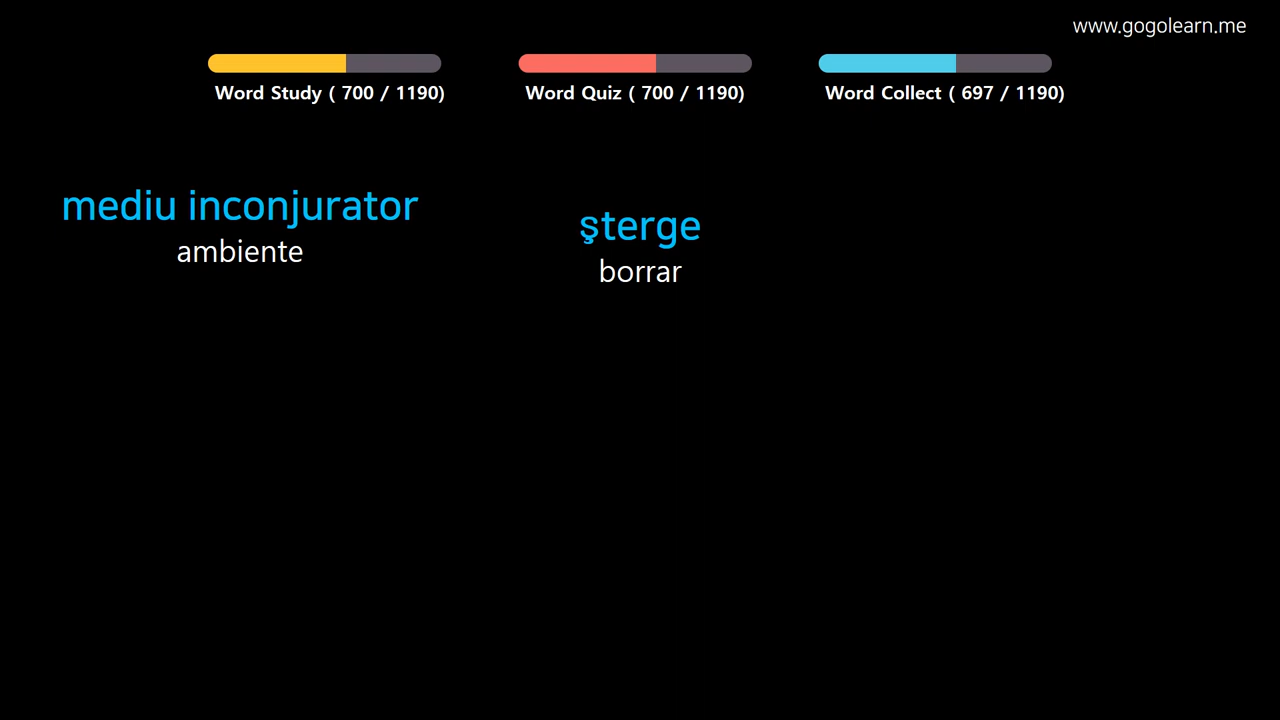 www.gogolearn.me
Word Study ( 700 / 1190)
Word Quiz ( 700 / 1190)
Word Collect ( 697 / 1190)
mediu inconjurator
ambiente
şterge
borrar